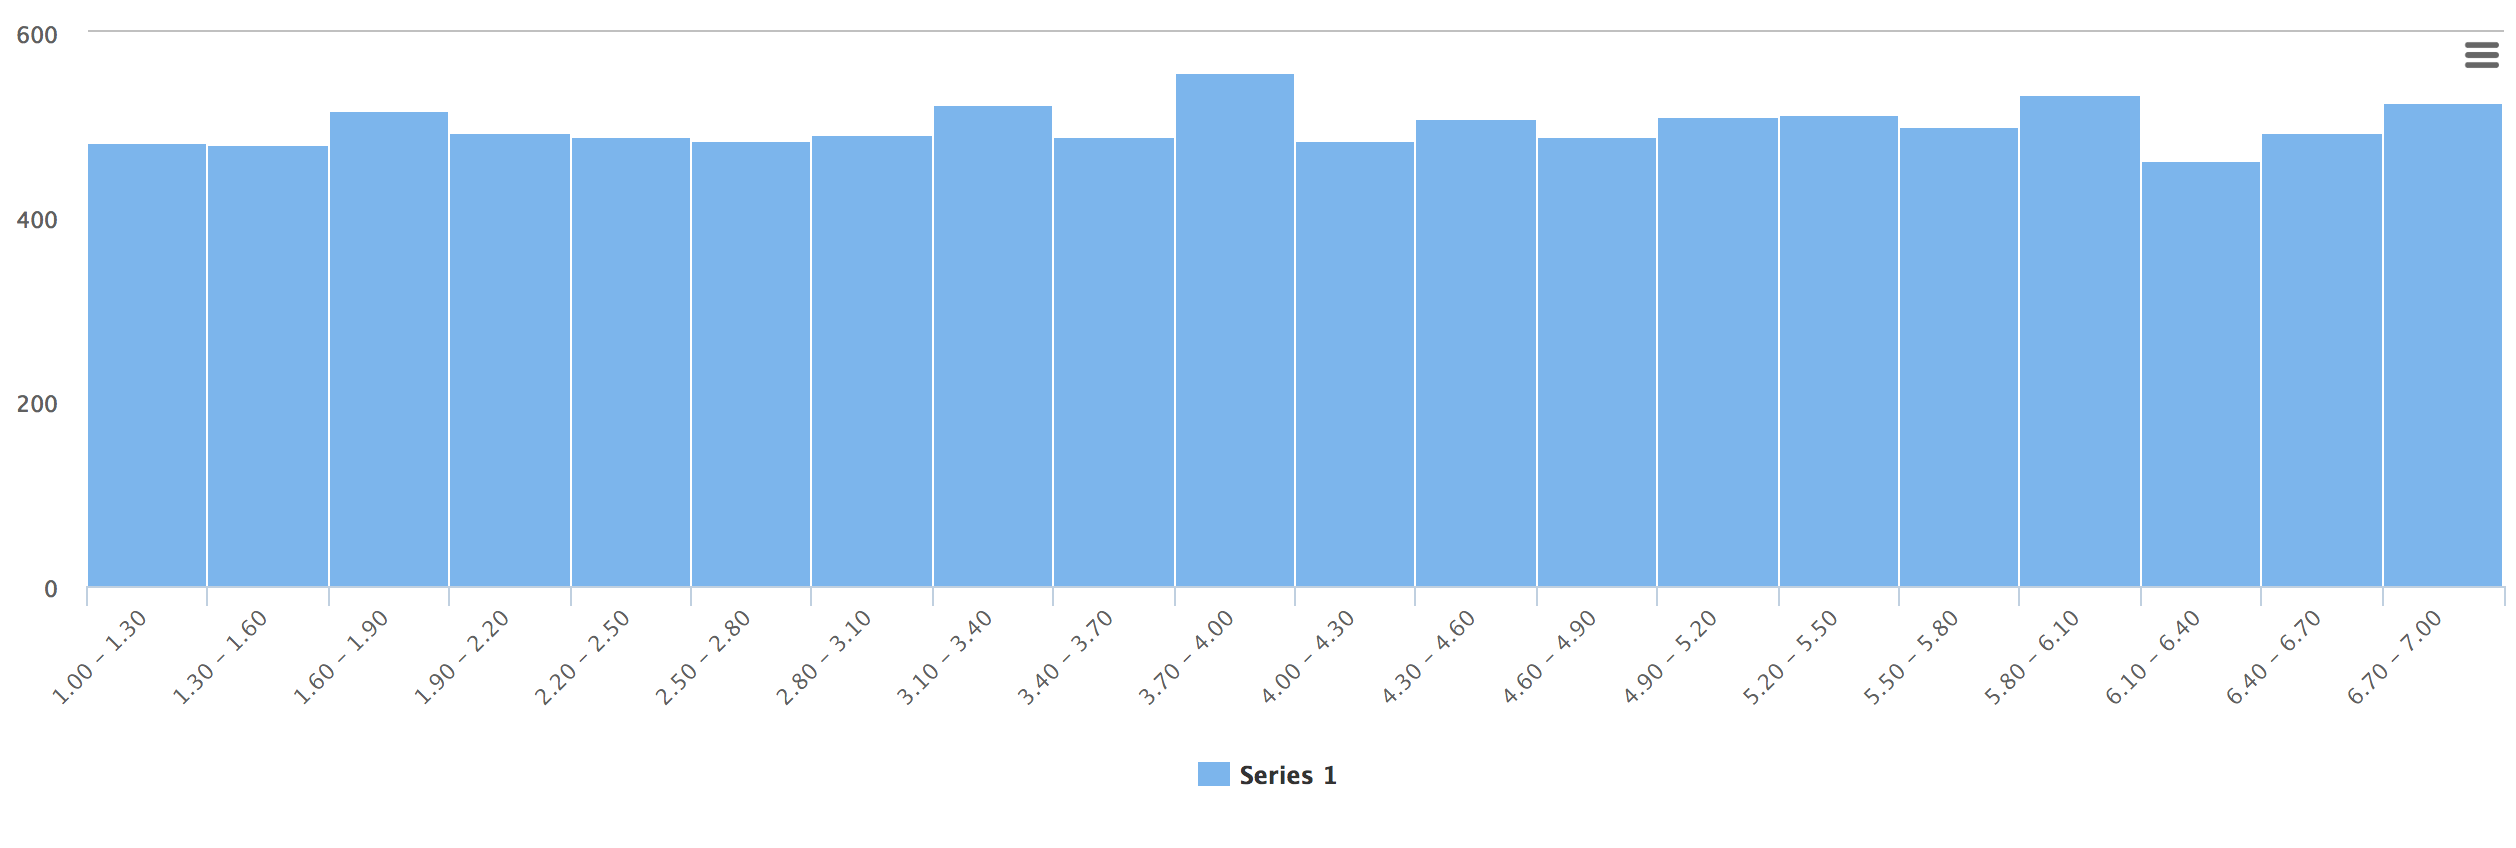 600
400
200
0
1.00 – 1.30
1.30 – 1.60
1.60 – 1.90
1.90 – 2.20
2.20 – 2.50
2.50 – 2.80
2.80 – 3.10
3.10 – 3.40
3.40 – 3.70
3.70 – 4.00
4.00 – 4.30
4.30 – 4.60
4.60 – 4.90
4.90 – 5.20
5.20 – 5.50
5.50 – 5.80
5.80 – 6.10
6.10 – 6.40
6.40 – 6.70
6.70 – 7.00
Series 1